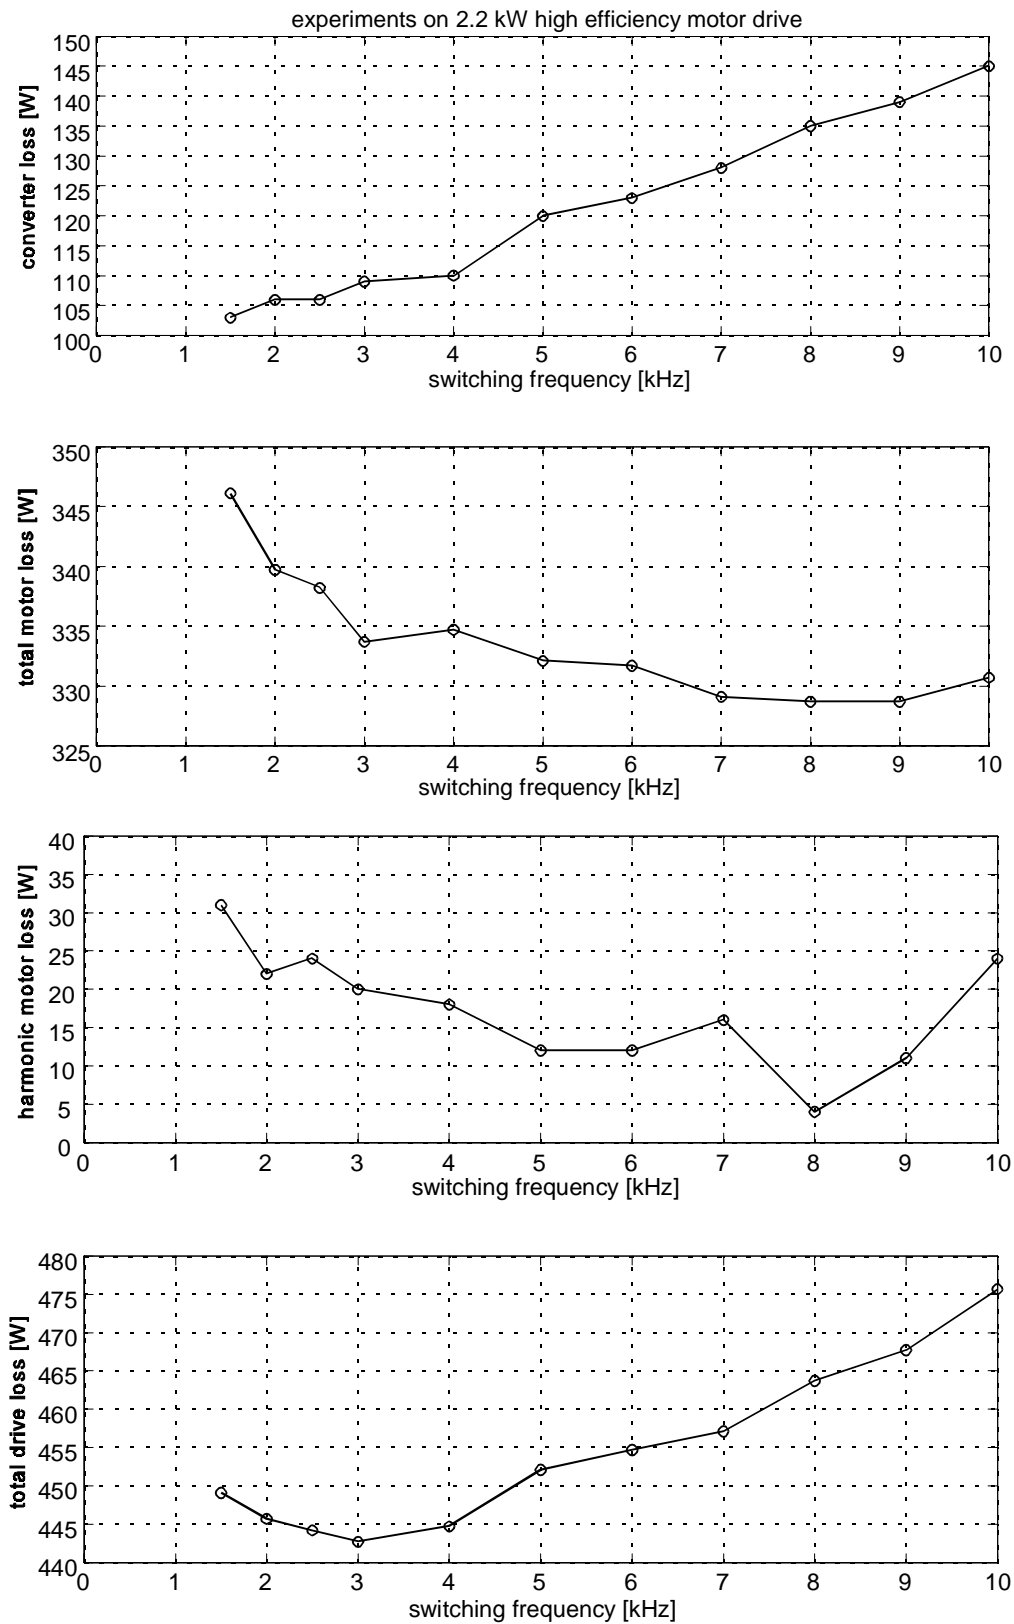 experiments on 2.2 kW high efficiency motor drive
converter loss [W]
150
145
140
135
130
125
120
115
110
105
100
0 1 2 3 4 5 6 7 8 9 10
switching frequency [kHz]
total motor loss [W]
350
345
340
335
330
325
0 1 2 3 4 5 6 7 8 9 10
switching frequency [kHz]
harmonic motor loss [W]
40
35
30
25
20
15
10
5
0
0 1 2 3 4 5 6 7 8 9 10
switching frequency [kHz]
total drive loss [W]
480
475
470
465
460
455
450
445
440
0 1 2 3 4 5 6 7 8 9 10
switching frequency [kHz]